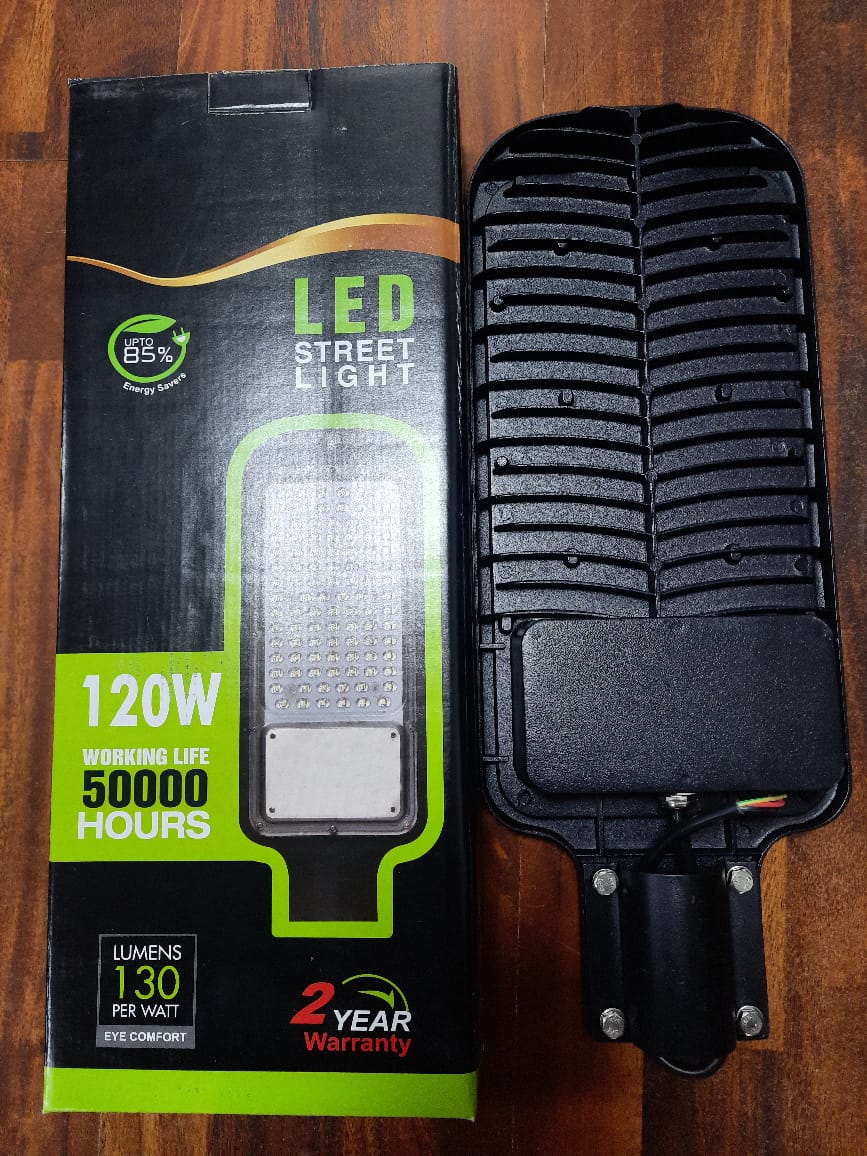 LED
STREET
LIGHT
UPTO
85%
Energy Savers
120W
WORKING LIFE
50000
HOURS
LUMENS
130
PER WATT
EYE COMFORT
2 YEAR
Warranty